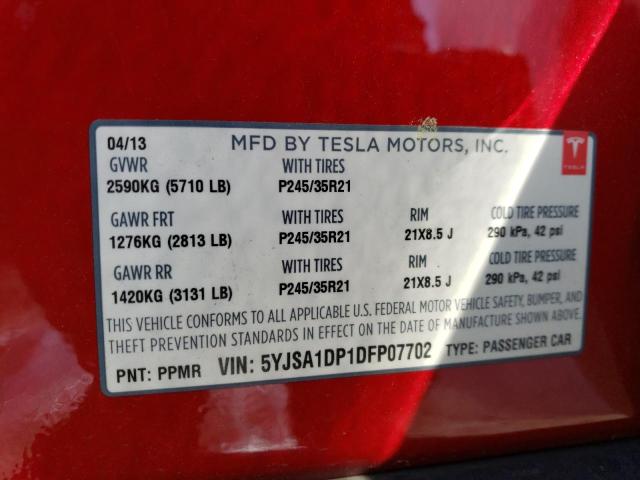 04/13 MFD BY TESLA MOTORS, INC.
GVWR WITH TIRES
2590KG (5710 LB) P245/35R21
TESLA
GAWR FRT WITH TIRES RIM COLD TIRE PRESSURE
1276KG (2813 LB) P245/35R21 21X8.5 J 290 kPa, 42 psi
GAWR RR WITH TIRES RIM COLD TIRE PRESSURE
1420KG (3131 LB) P245/35R21 21X8.5 J 290 kPa, 42 psi
THIS VEHICLE CONFORMS TO ALL APPLICABLE U.S. FEDERAL MOTOR VEHICLE SAFETY, BUMPER, AND
THEFT PREVENTION STANDARDS IN EFFECT ON THE DATE OF MANUFACTURE SHOWN ABOVE.
PNT: PPMR VIN: 5YJSA1DP1DFP07702 TYPE: PASSENGER CAR